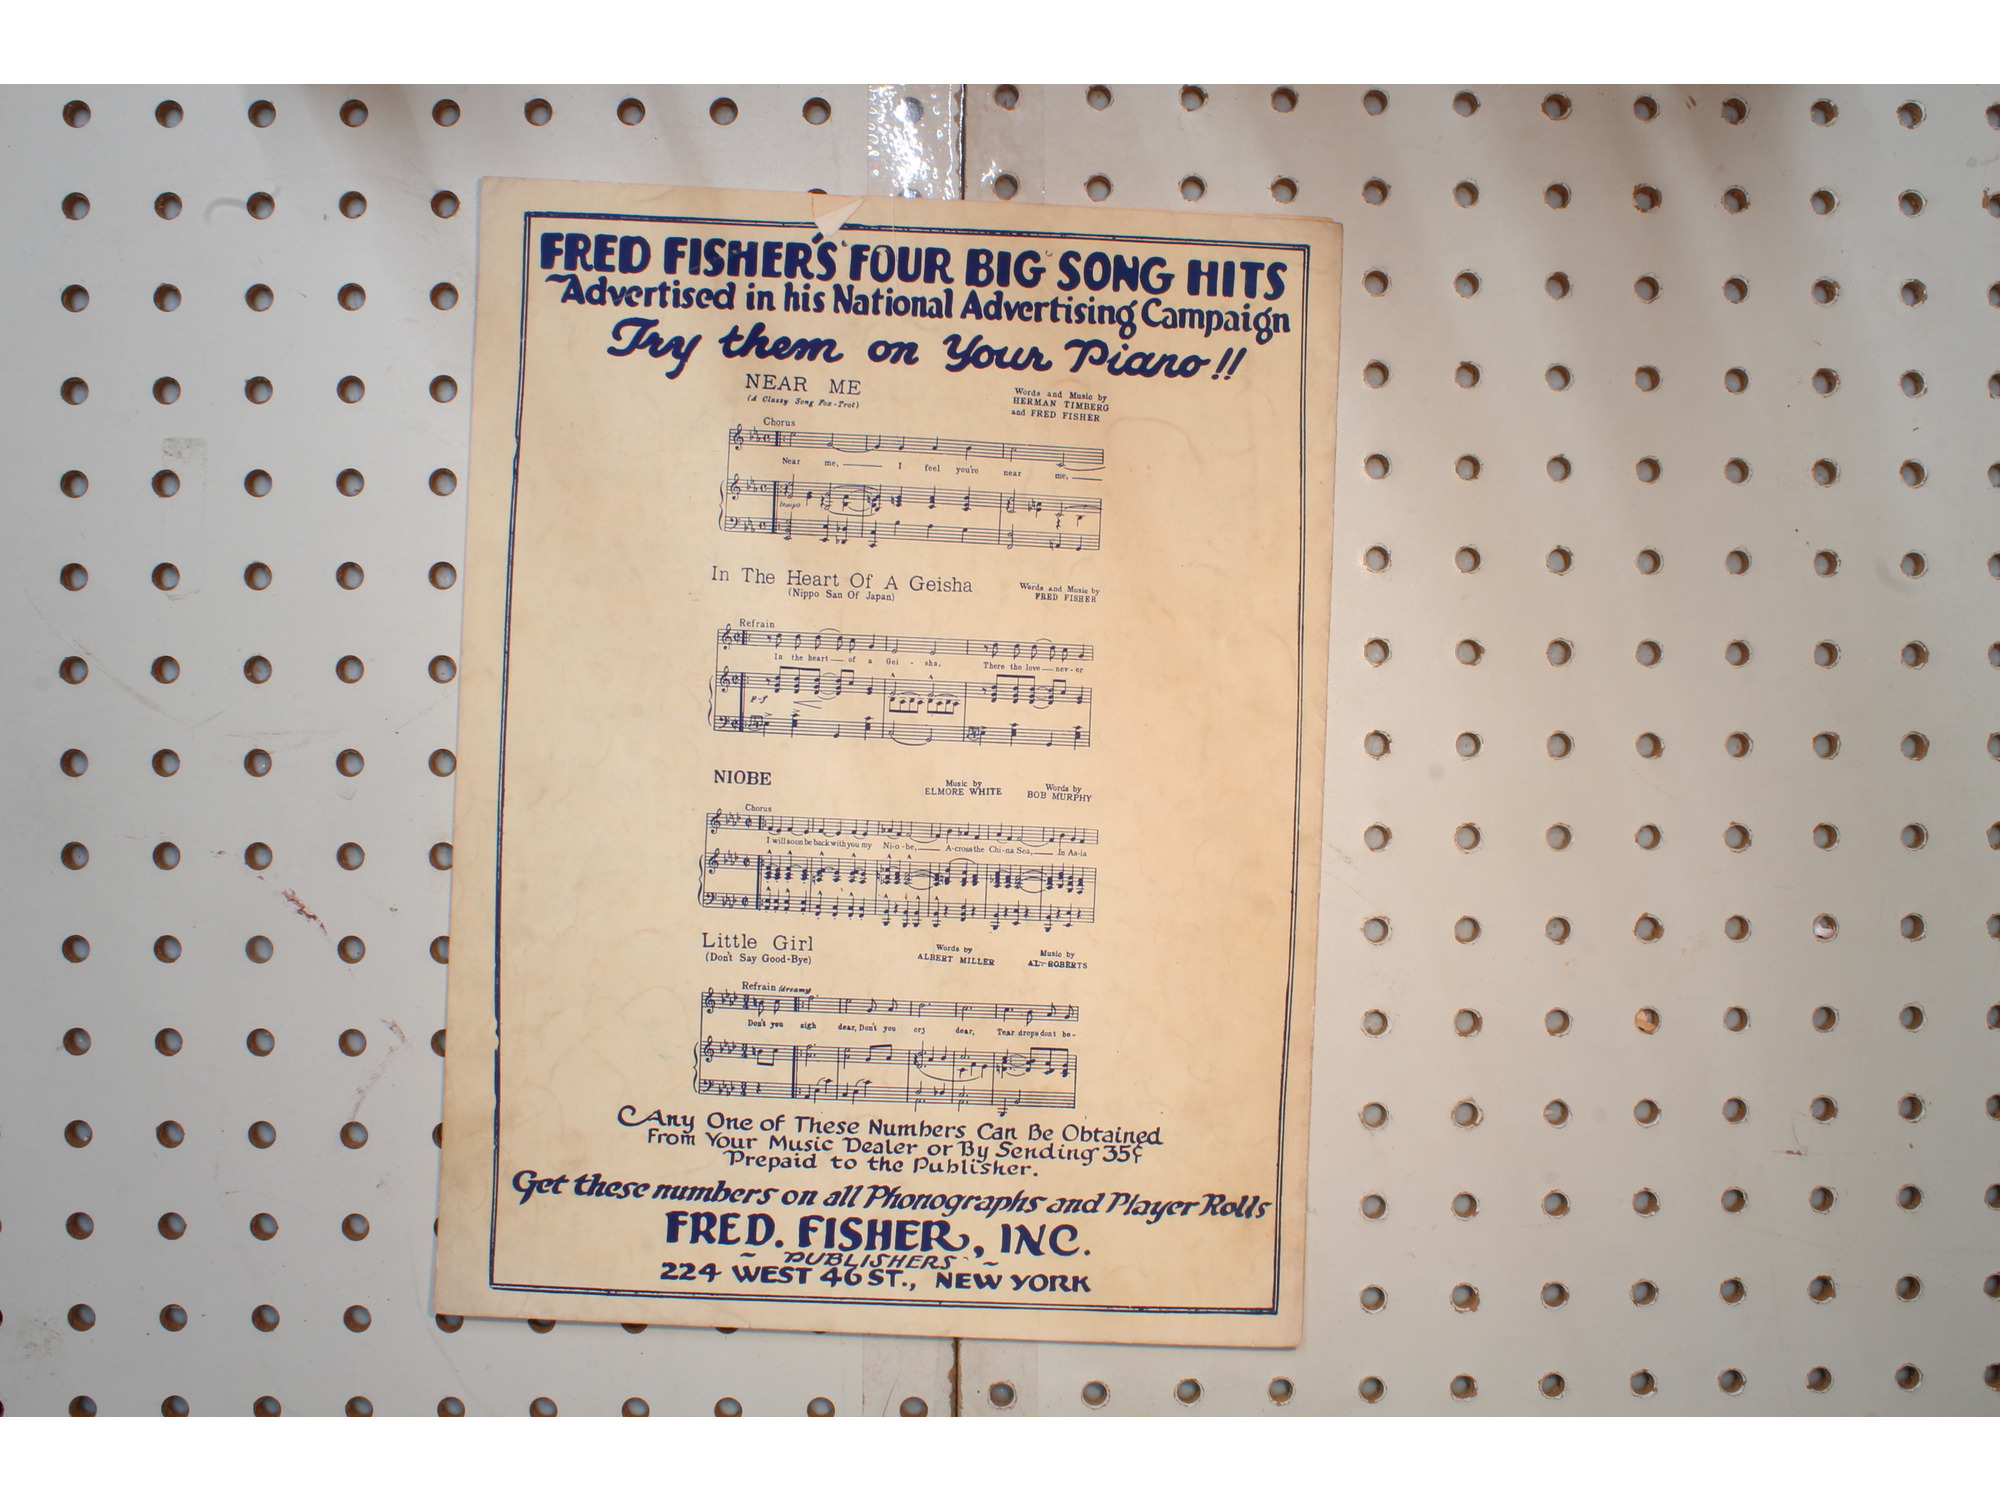 FRED FISHER'S "FOUR BIG" SONG HITS
~Advertised in his National Advertising Campaign
Try them on Your Piano!!
NEAR ME
(A Classy Song Fox-Trot)
Words and Music by
HERMAN TIMBERG
and FRED FISHER
Chorus
Near me, I feel you're near me,
In The Heart Of A Geisha
(Nippo San Of Japan)
Words and Music by
FRED FISHER
Refrain
In the heart of a Gei - sha, There the love nev-er
p-f
NIOBE
Music by
ELMORE WHITE
Words by
BOB MURPHY
Chorus
I will soon be back with you my Ni-o-be, A-cross the Chi-na Sea, In As-ia
Little Girl
(Don't Say Good-Bye)
Words by
ALBERT MILLER
Music by
AL ROBERTS
Refrain (dreamy)
Don't you sigh dear, Don't you cry dear, Tear drops dont be-
Any One of These Numbers Can Be Obtained
From Your Music Dealer or By Sending 35¢
Prepaid to the Publisher.
Get these numbers on all Phonographs and Player Rolls
FRED. FISHER, INC.
~ PUBLISHERS ~
224 WEST 46 ST., NEW YORK